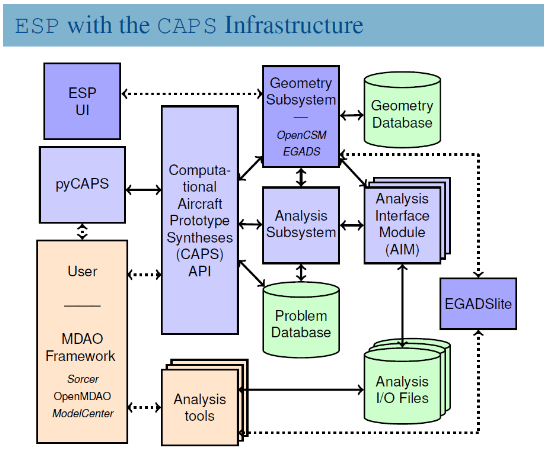 ESP with the CAPS Infrastructure
ESP
UI
Geometry
Subsystem
OpenCSM
EGADS
Geometry
Database
pyCAPS
Computa-
tional
Aircraft
Prototype
Syntheses
(CAPS)
API
Analysis
Subsystem
Analysis
Interface
Module
(AIM)
User
MDAO
Framework
Sorcer
OpenMDAO
ModelCenter
Problem
Database
EGADSlite
Analysis
tools
Analysis
I/O Files